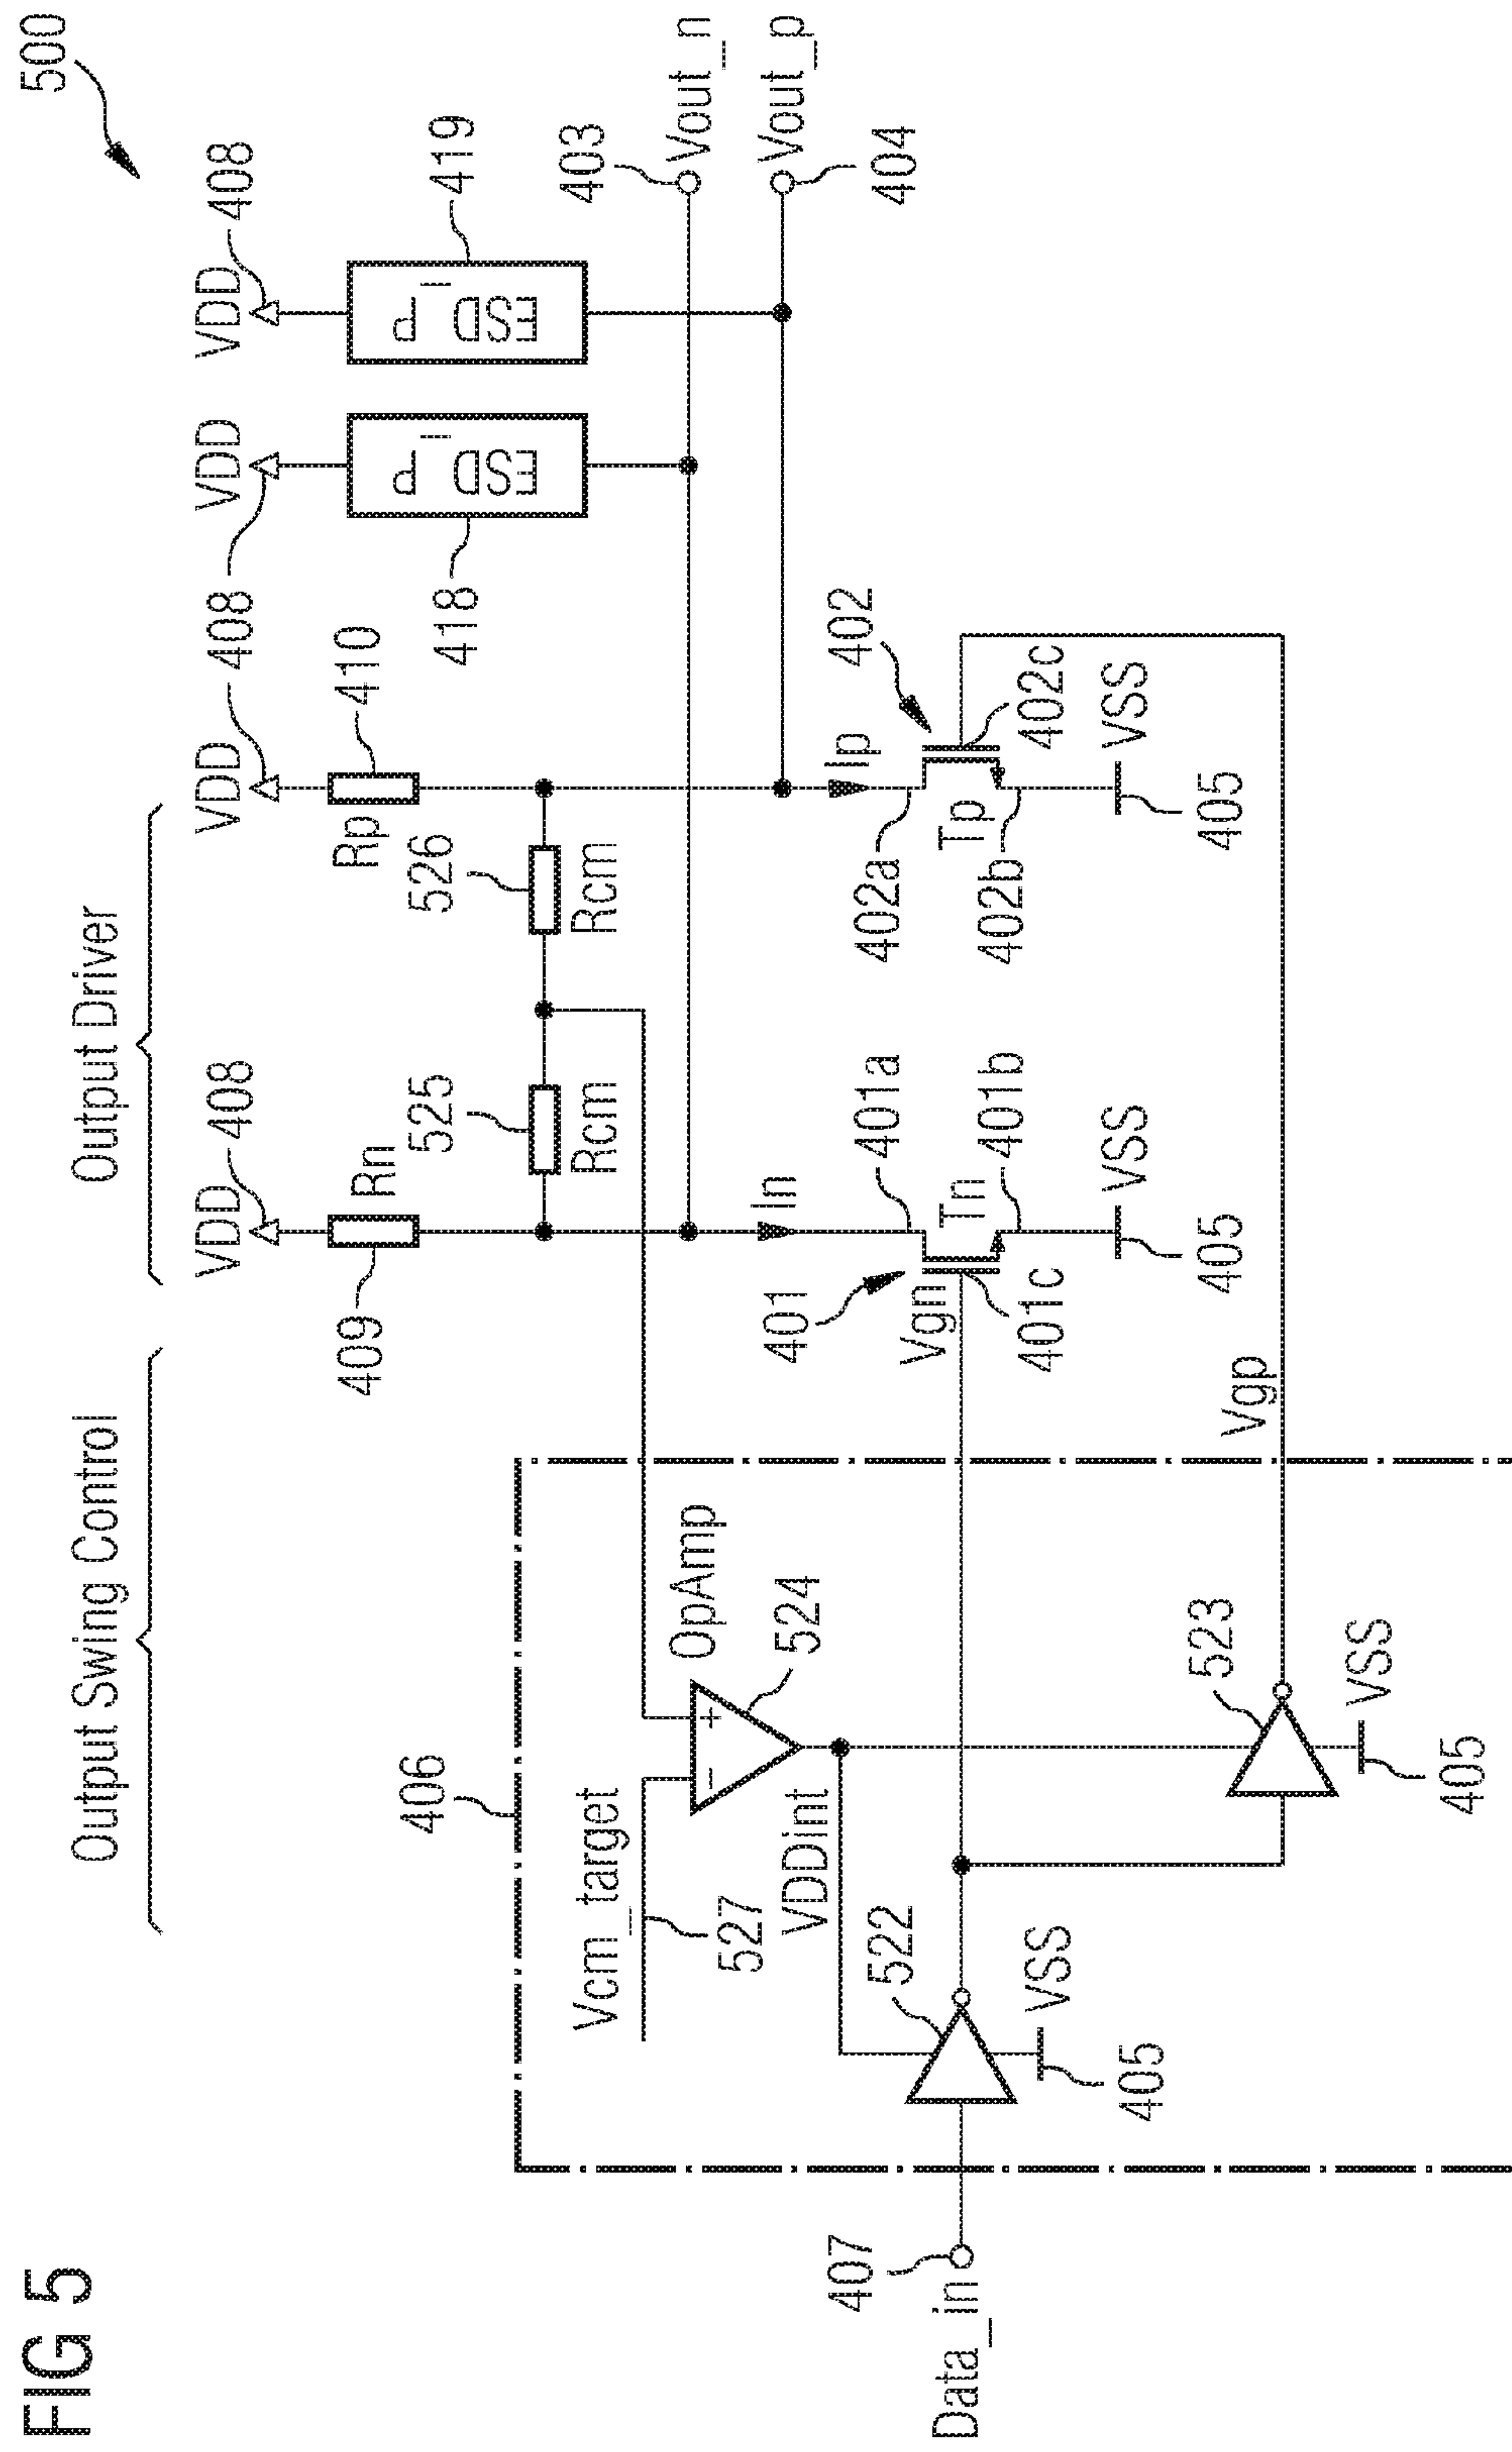 FIG 5
500
Output Swing Control
Output Driver
VDD
408
VDD
408
VDD
408
VDD
408
409
Rn
Rp
410
418
ESD_P
ESD_P
419
406
525
Rcm
526
Rcm
403
Vout_n
Vout_p
404
Vcm_target
527
OpAmp
-
+
524
VDDint
401
In
Ip
402
Vgn
401a
Tn
401b
401c
402a
Tp
402b
402c
VSS
405
VSS
405
407
Data_in
522
VSS
405
Vgp
523
VSS
405